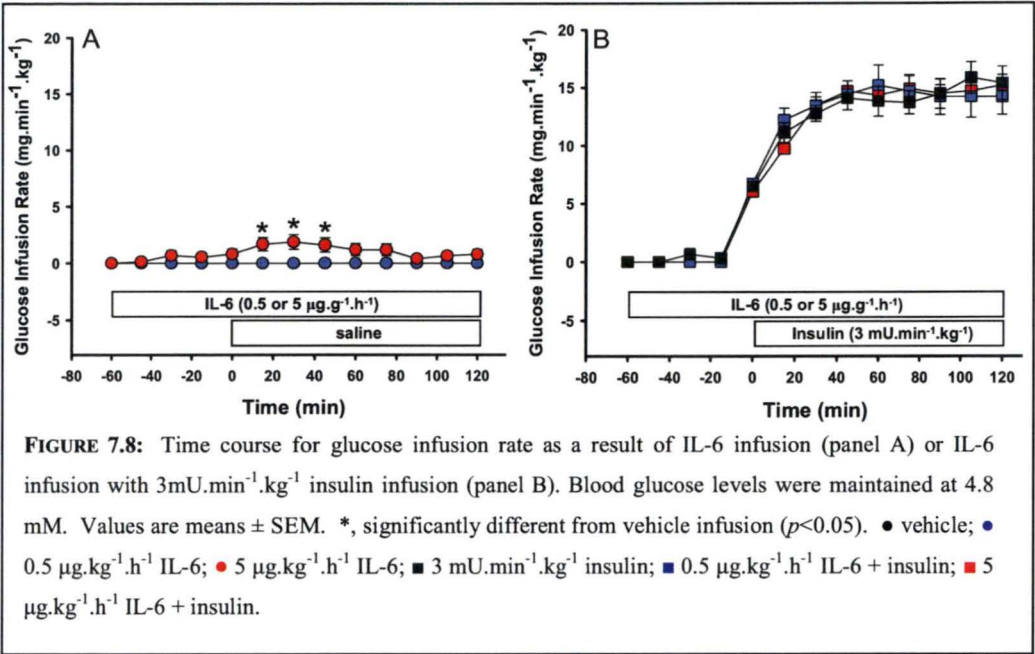 A
B
20
15
10
5
0
-5
Glucose Infusion Rate (mg.min⁻¹.kg⁻¹)
* * *
IL-6 (0.5 or 5 μg.g⁻¹.h⁻¹)
saline
-80 -60 -40 -20 0 20 40 60 80 100 120
Time (min)
20
15
10
5
0
-5
Glucose Infusion Rate (mg.min⁻¹.kg⁻¹)
IL-6 (0.5 or 5 μg.g⁻¹.h⁻¹)
Insulin (3 mU.min⁻¹.kg⁻¹)
-80 -60 -40 -20 0 20 40 60 80 100 120
Time (min)
FIGURE 7.8: Time course for glucose infusion rate as a result of IL-6 infusion (panel A) or IL-6
infusion with 3mU.min⁻¹.kg⁻¹ insulin infusion (panel B). Blood glucose levels were maintained at 4.8
mM. Values are means ± SEM. *, significantly different from vehicle infusion (p<0.05). ● vehicle; ●
0.5 μg.kg⁻¹.h⁻¹ IL-6; ● 5 μg.kg⁻¹.h⁻¹ IL-6; ■ 3 mU.min⁻¹.kg⁻¹ insulin; ■ 0.5 μg.kg⁻¹.h⁻¹ IL-6 + insulin; ■ 5
μg.kg⁻¹.h⁻¹ IL-6 + insulin.